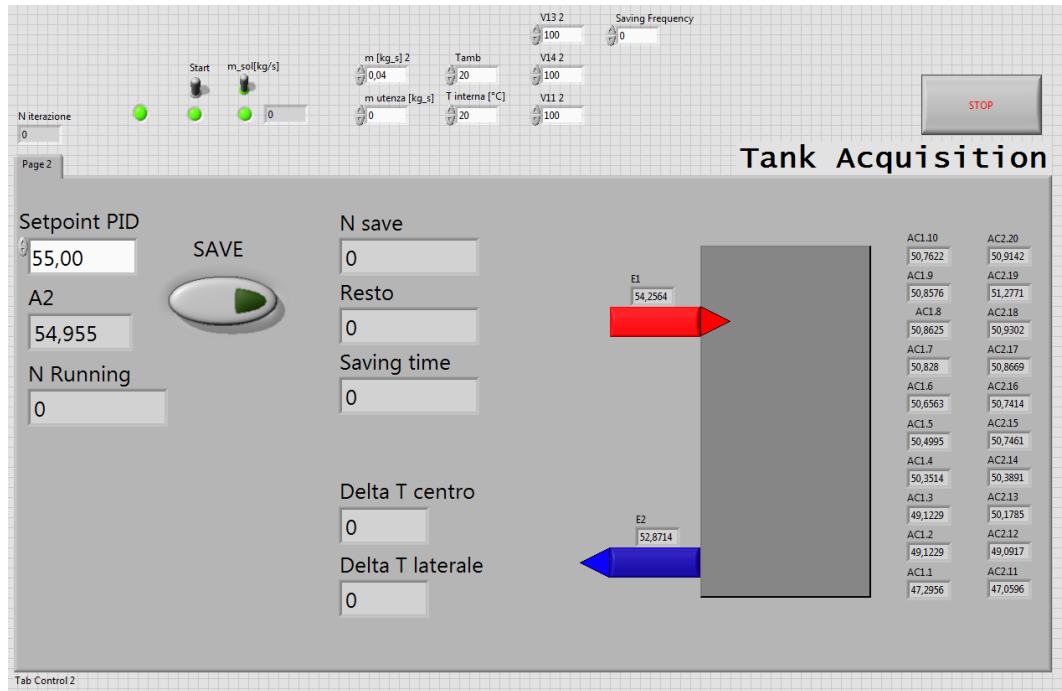 V13 2 Saving Frequency
100 0
Start m_sol[kg/s] m [kg_s] 2 Tamb V14 2
0,04 20 100
m utenza [kg_s] T interna [°C] V11 2
0 0 20 100
STOP
N iterazione
0
Tank Acquisition
Page 2
Setpoint PID
55,00
SAVE
A2
54,955
N Running
0
N save
0
Resto
0
Saving time
0
Delta T centro
0
Delta T laterale
0
E1
54,2564
E2
52,8714
AC1.10 AC2.20
50,7622 50,9142
AC1.9 AC2.19
50,8576 51,2771
AC1.8 AC2.18
50,8625 50,9302
AC1.7 AC2.17
50,828 50,8669
AC1.6 AC2.16
50,6563 50,7414
AC1.5 AC2.15
50,4995 50,7461
AC1.4 AC2.14
50,3514 50,3891
AC1.3 AC2.13
49,1229 50,1785
AC1.2 AC2.12
49,1229 49,0917
AC1.1 AC2.11
47,2956 47,0596
Tab Control 2